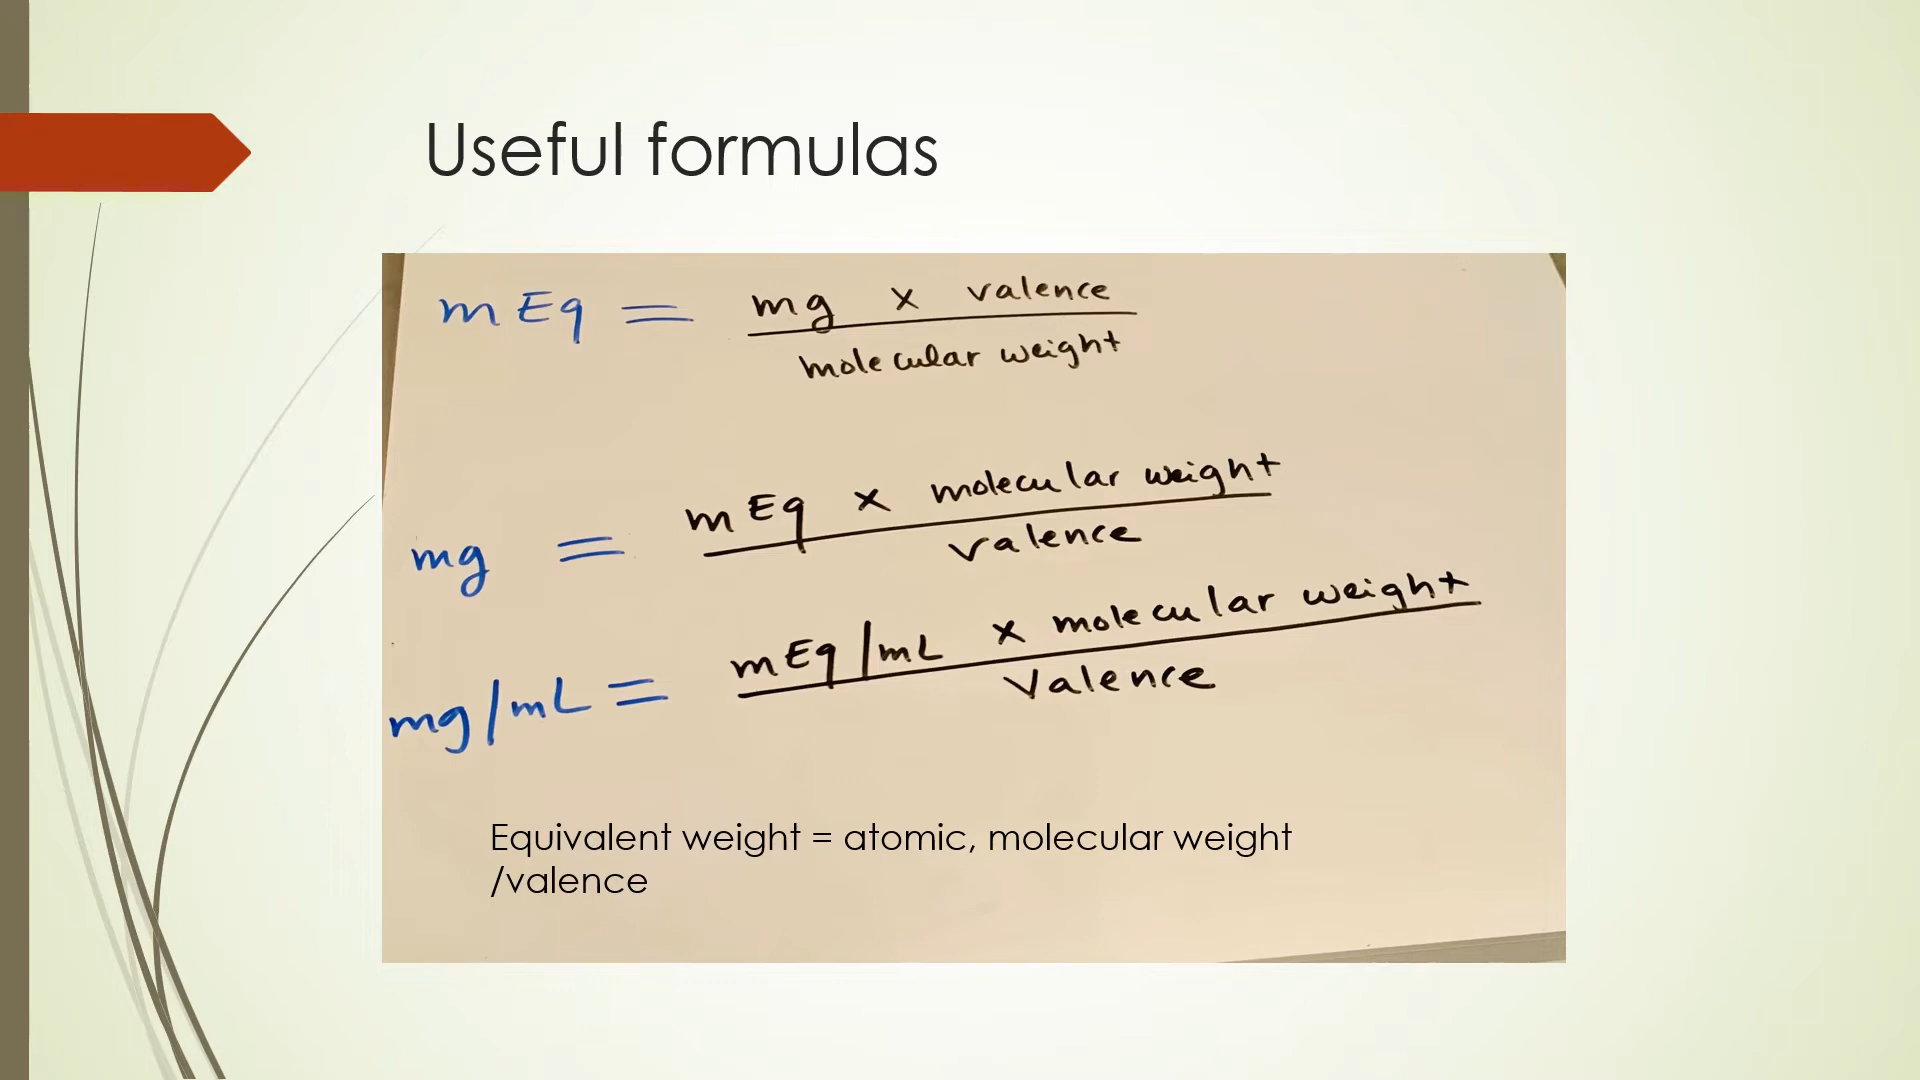 Useful formulas
mEq = mg x valence
molecular weight
mg = mEq x molecular weight
valence
mg/mL = mEq/mL x molecular weight
Valence
Equivalent weight = atomic, molecular weight
/valence